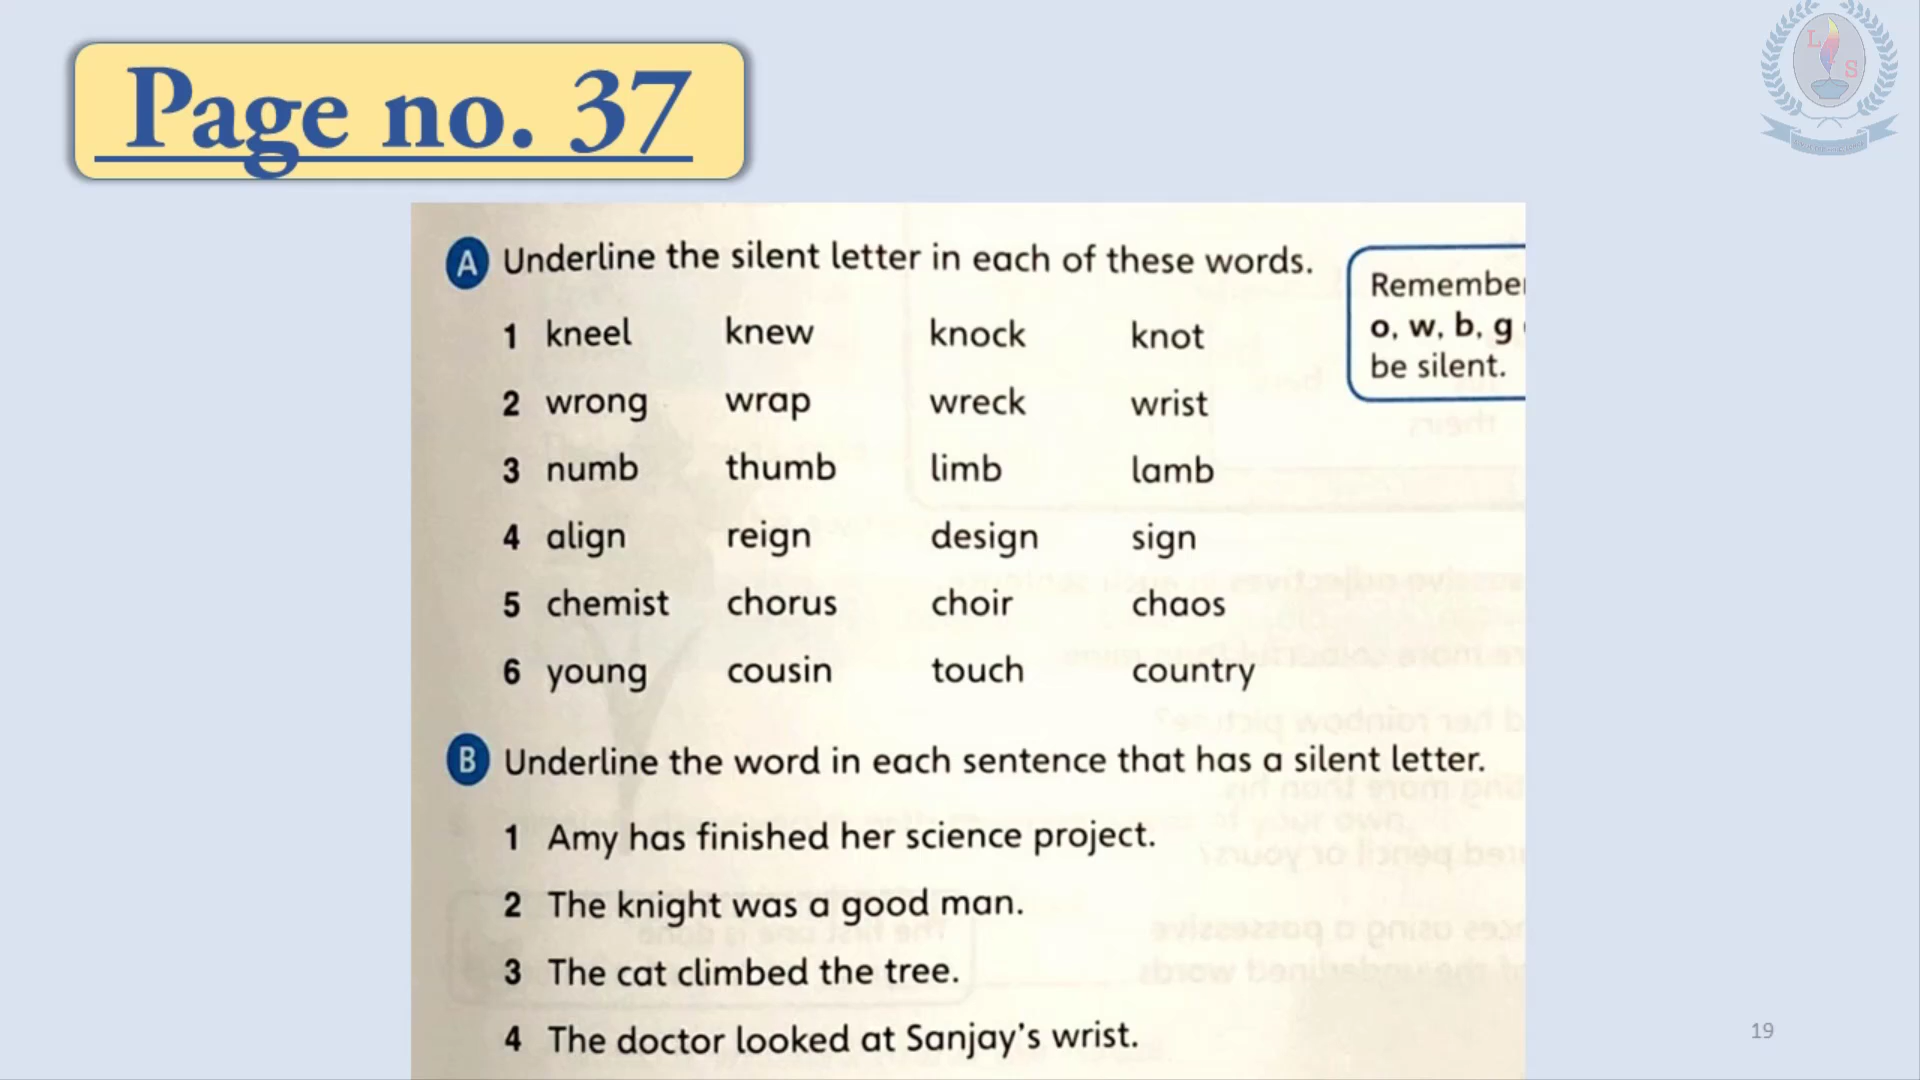 Page no. 37
L
S
A Underline the silent letter in each of these words.
Remember
o, w, b, g
be silent.
1 kneel knew knock knot
2 wrong wrap wreck wrist
3 numb thumb limb lamb
4 align reign design sign
5 chemist chorus choir chaos
6 young cousin touch country
B Underline the word in each sentence that has a silent letter.
1 Amy has finished her science project.
2 The knight was a good man.
3 The cat climbed the tree.
4 The doctor looked at Sanjay's wrist.
19